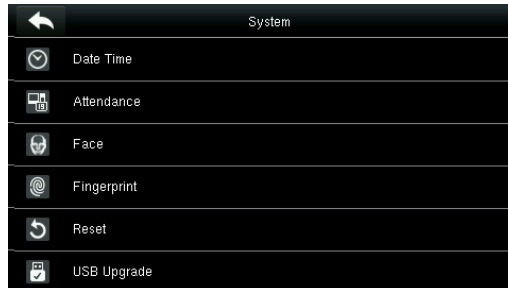 System
Date Time
Attendance
Face
Fingerprint
Reset
USB Upgrade